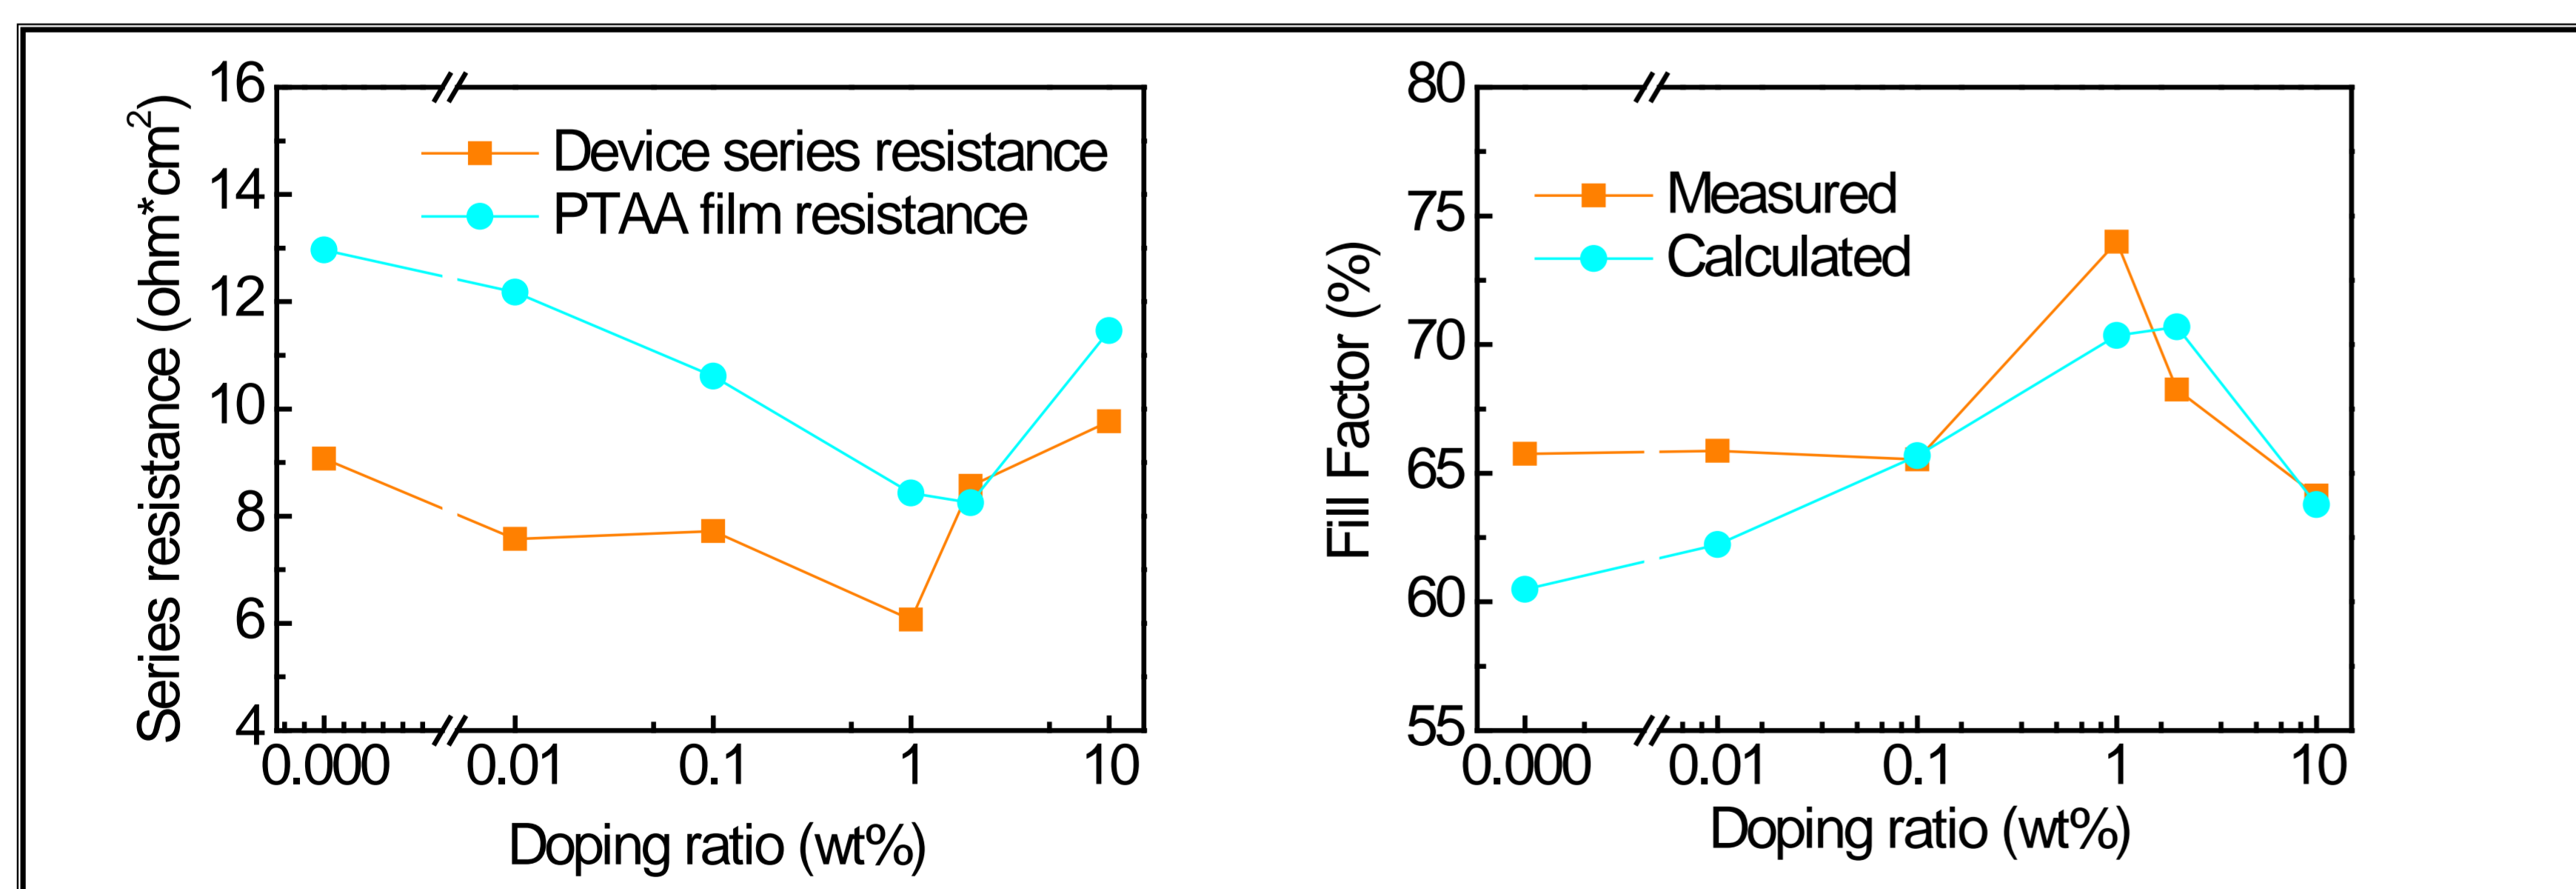 16
14
12
10
8
6
4
Series resistance (ohm*cm²)
Device series resistance
PTAA film resistance
0.000 0.01 0.1 1 10
Doping ratio (wt%)
80
75
70
65
60
55
Fill Factor (%)
Measured
Calculated
0.000 0.01 0.1 1 10
Doping ratio (wt%)